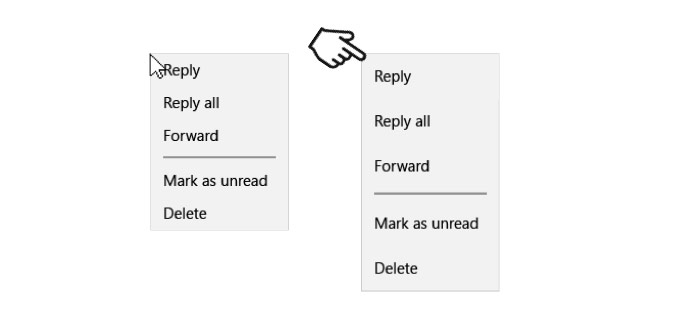 Reply
Reply all
Forward
Mark as unread
Delete
Reply
Reply all
Forward
Mark as unread
Delete